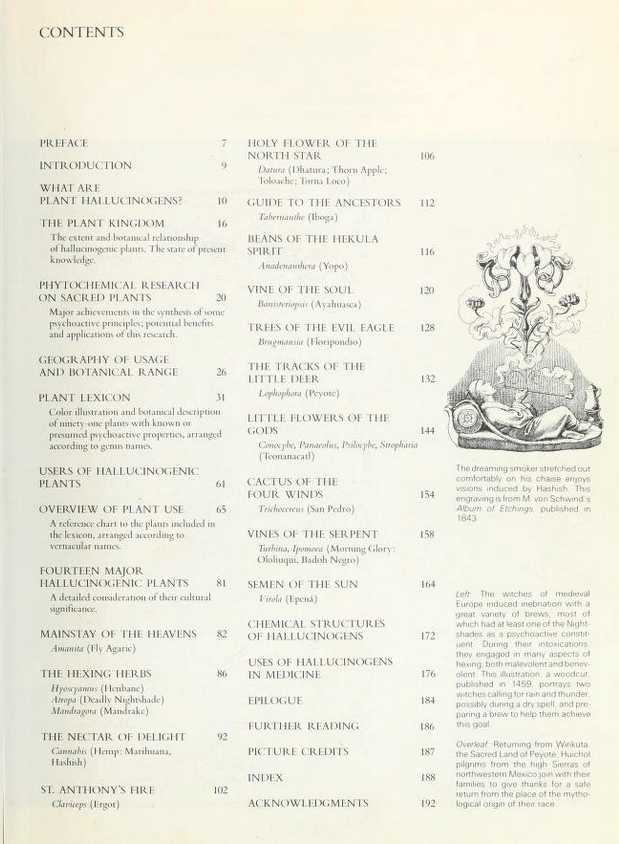 CONTENTS
PREFACE 7
INTRODUCTION 9
WHAT ARE
PLANT HALLUCINOGENS? 10
THE PLANT KINGDOM 16
The extent and botanical relationship
of hallucinogenic plants. The state of present
knowledge.
PHYTOCHEMICAL RESEARCH
ON SACRED PLANTS 20
Major achievements in the synthesis of some
psychoactive principles; potential benefits
and applications of this research.
GEOGRAPHY OF USAGE
AND BOTANICAL RANGE 26
PLANT LEXICON 31
Color illustration and botanical description
of ninety-one plants with known or
presumed psychoactive properties, arranged
according to genus names.
USERS OF HALLUCINOGENIC
PLANTS 61
OVERVIEW OF PLANT USE 65
A reference chart to the plants included in
the lexicon, arranged according to
vernacular names.
FOURTEEN MAJOR
HALLUCINOGENIC PLANTS 81
A detailed consideration of their cultural
significance.
MAINSTAY OF THE HEAVENS 82
Amanita (Fly Agaric)
THE HEXING HERBS 86
Hyoscyamus (Henbane)
Atropa (Deadly Nightshade)
Mandragora (Mandrake)
THE NECTAR OF DELIGHT 92
Cannabis (Hemp: Marihuana,
Hashish)
ST. ANTHONY'S FIRE 102
Claviceps (Ergot)
HOLY FLOWER OF THE
NORTH STAR 106
Datura (Dhatura; Thorn Apple;
Toloache; Torna Loco)
GUIDE TO THE ANCESTORS 112
Tabernanthe (Iboga)
BEANS OF THE HEKULA
SPIRIT 116
Anadenanthera (Yopo)
VINE OF THE SOUL 120
Banisteriopsis (Ayahuasca)
TREES OF THE EVIL EAGLE 128
Brugmansia (Floripondio)
THE TRACKS OF THE
LITTLE DEER 132
Lophophora (Peyote)
LITTLE FLOWERS OF THE
GODS 144
Conocybe, Panaeolus, Psilocybe, Stropharia
(Teonanacatl)
CACTUS OF THE
FOUR WINDS 154
Trichocereus (San Pedro)
VINES OF THE SERPENT 158
Turbina, Ipomoea (Morning Glory:
Ololiuqui, Badoh Negro)
SEMEN OF THE SUN 164
Virola (Epená)
CHEMICAL STRUCTURES
OF HALLUCINOGENS 172
USES OF HALLUCINOGENS
IN MEDICINE 176
EPILOGUE 184
FURTHER READING 186
PICTURE CREDITS 187
INDEX 188
ACKNOWLEDGMENTS 192
The dreaming smoker stretched out
comfortably on his chaise enjoys
visions induced by Hashish. This
engraving is from M. von Schwind's
Album of Etchings, published in
1843
Left: The witches of medieval
Europe induced inebriation with a
great variety of brews, most of
which had at least one of the Night-
shades as a psychoactive constit-
uent. During their intoxications,
they engaged in many aspects of
hexing, both malevolent and benev-
olent. This illustration, a woodcut,
published in 1459, portrays two
witches calling for rain and thunder,
possibly during a dry spell, and pre-
paring a brew to help them achieve
this goal.
Overleaf: Returning from Wirikuta,
the Sacred Land of Peyote, Huichol
pilgrims from the high Sierras of
northwestern Mexico join with their
families to give thanks for a safe
return from the place of the mytho-
logical origin of their race